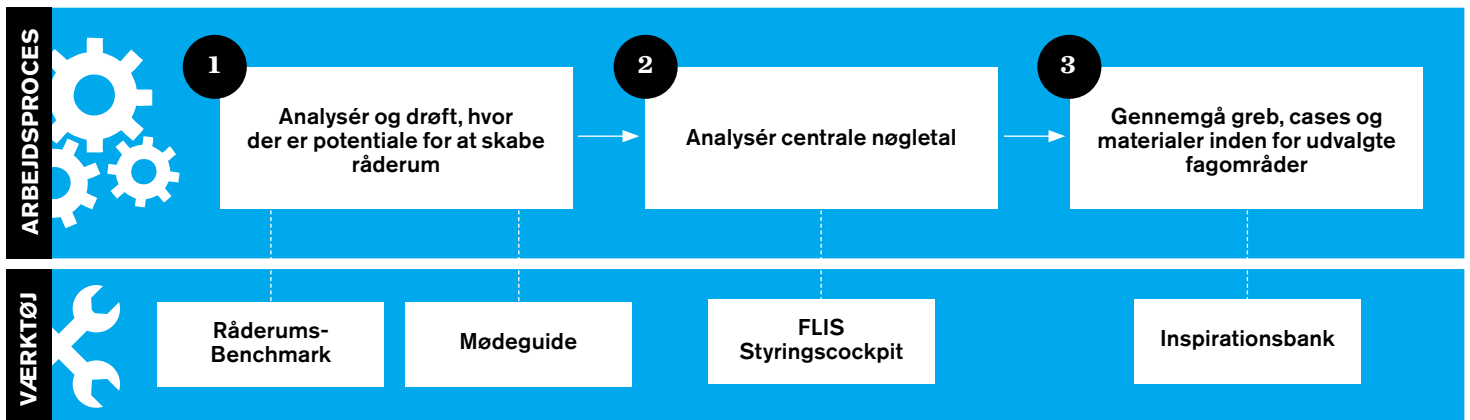 ARBEJDSPROCES
1
Analysér og drøft, hvor
der er potentiale for at skabe
råderum
2
Analysér centrale nøgletal
3
Gennemgå greb, cases og
materialer inden for udvalgte
fagområder
VÆRKTØJ
Råderums-
Benchmark
Mødeguide
FLIS
Styringscockpit
Inspirationsbank